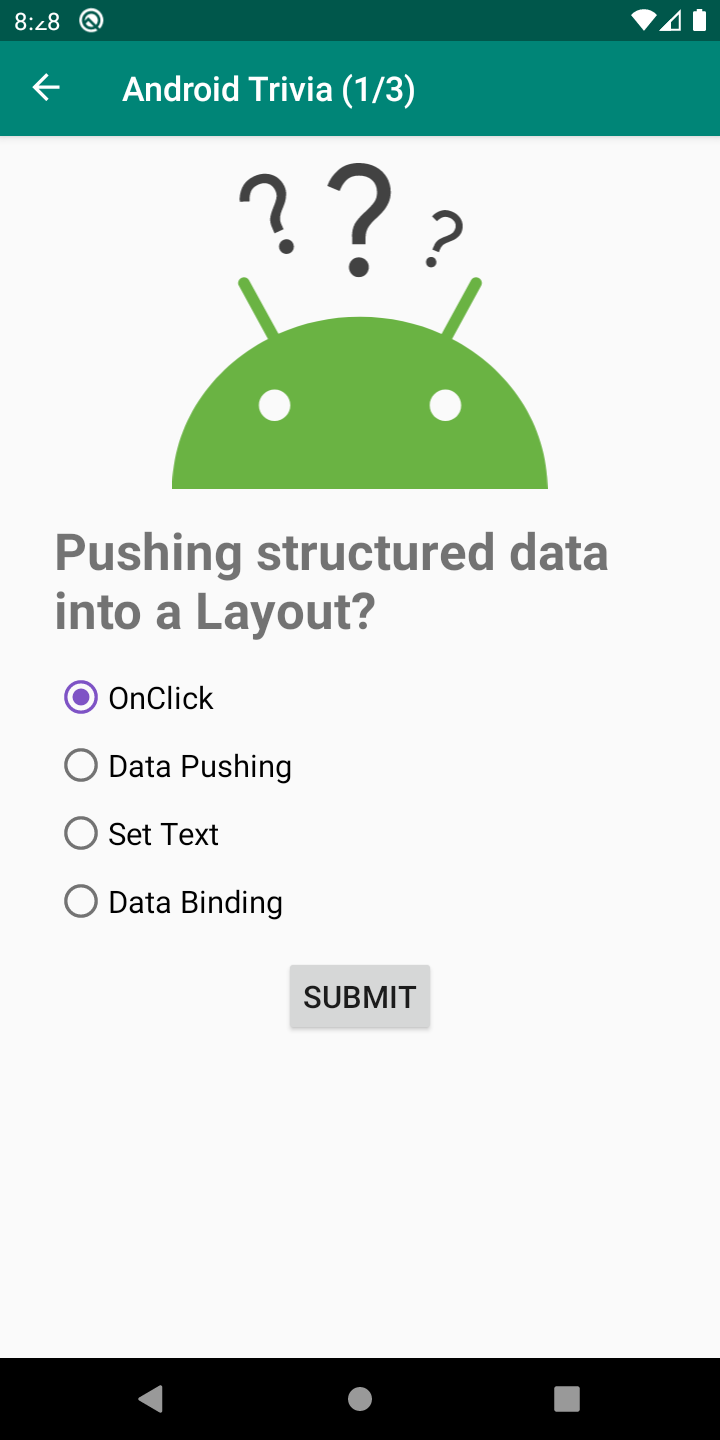 8:28
Android Trivia (1/3)
? ? ?
Pushing structured data
into a Layout?
OnClick
Data Pushing
Set Text
Data Binding
SUBMIT